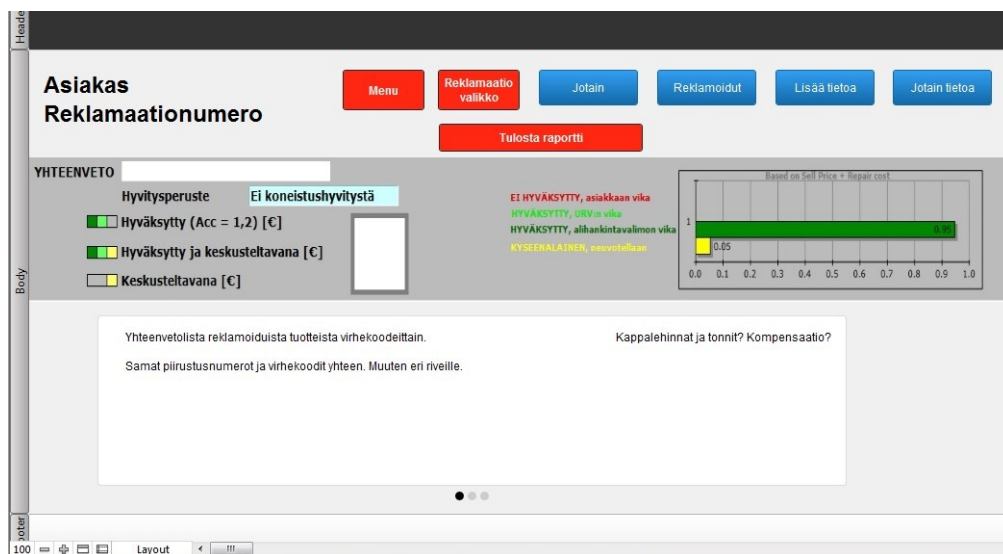 Header
Asiakas
Reklamaationumero
Menu
Reklamaatio
valikko
Jotain
Reklamoidut
Lisää tietoa
Jotain tietoa
Tulosta raportti
YHTEENVETO
Hyvitysperuste
Ei koneistushyvitystä
Hyväksytty (Acc = 1,2) [€]
Hyväksytty ja keskusteltavana [€]
Keskusteltavana [€]
EI HYVÄKSYTTY, asiakkaan vika
HYVÄKSYTTY, URV:n vika
HYVÄKSYTTY, alihankintavalimon vika
KYSEENALAINEN, neuvotellaan
Based on Sell Price + Repair cost
1
0.95
0.05
0.0 0.1 0.2 0.3 0.4 0.5 0.6 0.7 0.8 0.9 1.0
Body
Yhteenvetolista reklamoiduista tuotteista virhekoodeittain.
Kappalehinnat ja tonnit? Kompensaatio?
Samat piirustusnumerot ja virhekoodit yhteen. Muuten eri riveille.
ooter
100
Layout